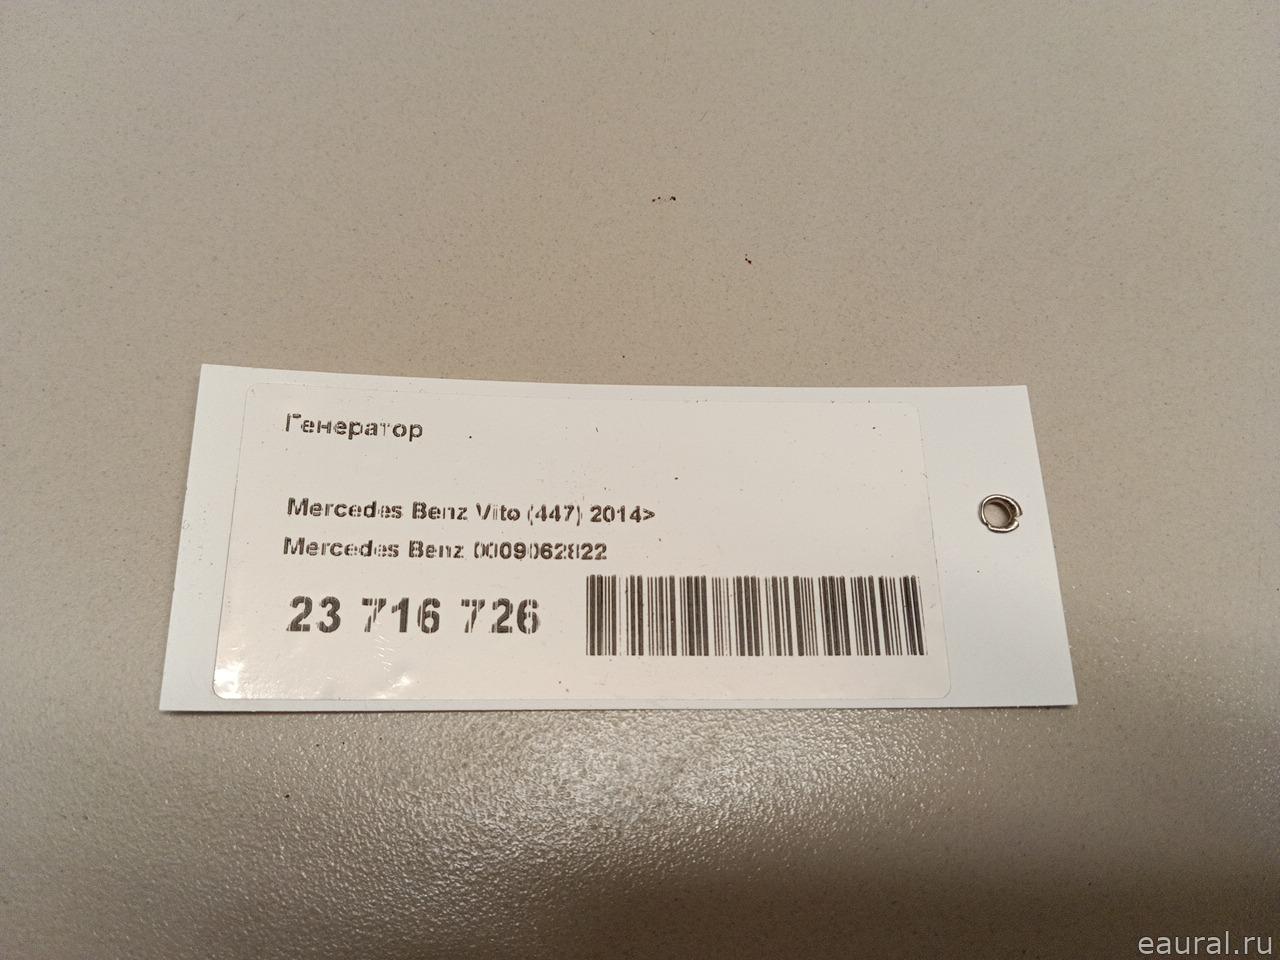 Генератор
Mercedes Benz Vito (447) 2014>
Mercedes Benz 0009062822
23 716 726
eaural.ru